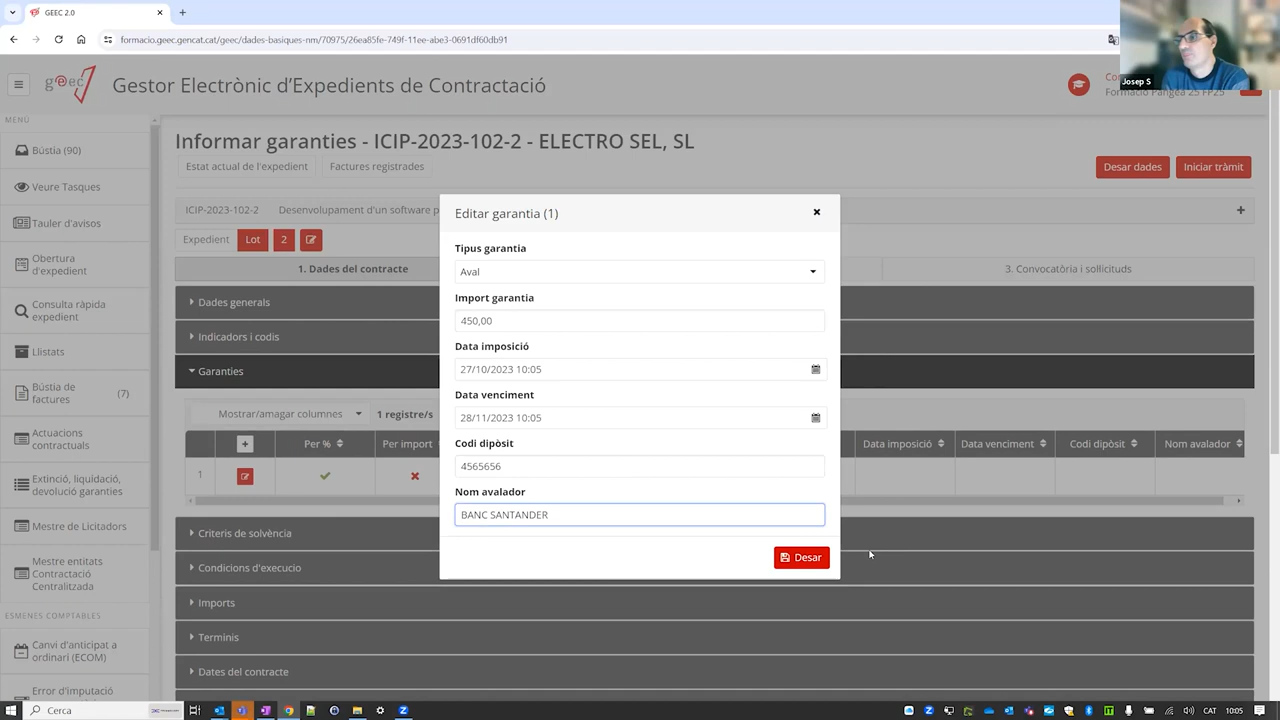 GEEC 2.0
formacio.geec.gencat.cat/geec/dades-basiques-nm/70975/26ea85fe-749f-11ee-abe3-0691df60db91
Josep S
geec
Gestor Electrònic d'Expedients de Contractació
Formació Pangea 25 FP25
MENÚ
Bústia (90)
Veure Tasques
Tauler d'avisos
Obertura
d'expedient
Consulta ràpida
expedient
Llistats
Bústia de
factures
(7)
Actuacions
contractuals
Extinció, liquidació,
devolució garanties
Mestre de Licitadors
Mestre entitats
Contractació
Centralitzada
ESMENES COMPTABLES
Canvi d'anticipat a
ordinari (ECOM)
Error d'imputació
Informar garanties - ICIP-2023-102-2 - ELECTRO SEL, SL
Estat actual de l'expedient
Factures registrades
Desar dades
Iniciar tràmit
ICIP-2023-102-2
Desenvolupament d'un software p
Expedient
Lot
2
1. Dades del contracte
3. Convocatòria i sol·licituds
Dades generals
Indicadors i codis
Garanties
Mostrar/amagar columnes
1 registre/s
Per %
Per import
Data imposició
Data venciment
Codi dipòsit
Nom avalador
1
Criteris de solvència
Condicions d'execucio
Imports
Terminis
Dates del contracte
Editar garantia (1)
Tipus garantia
Aval
Import garantia
450,00
Data imposició
27/10/2023 10:05
Data venciment
28/11/2023 10:05
Codi dipòsit
4565656
Nom avalador
BANC SANTANDER
Desar
Cerca
CAT
10:05